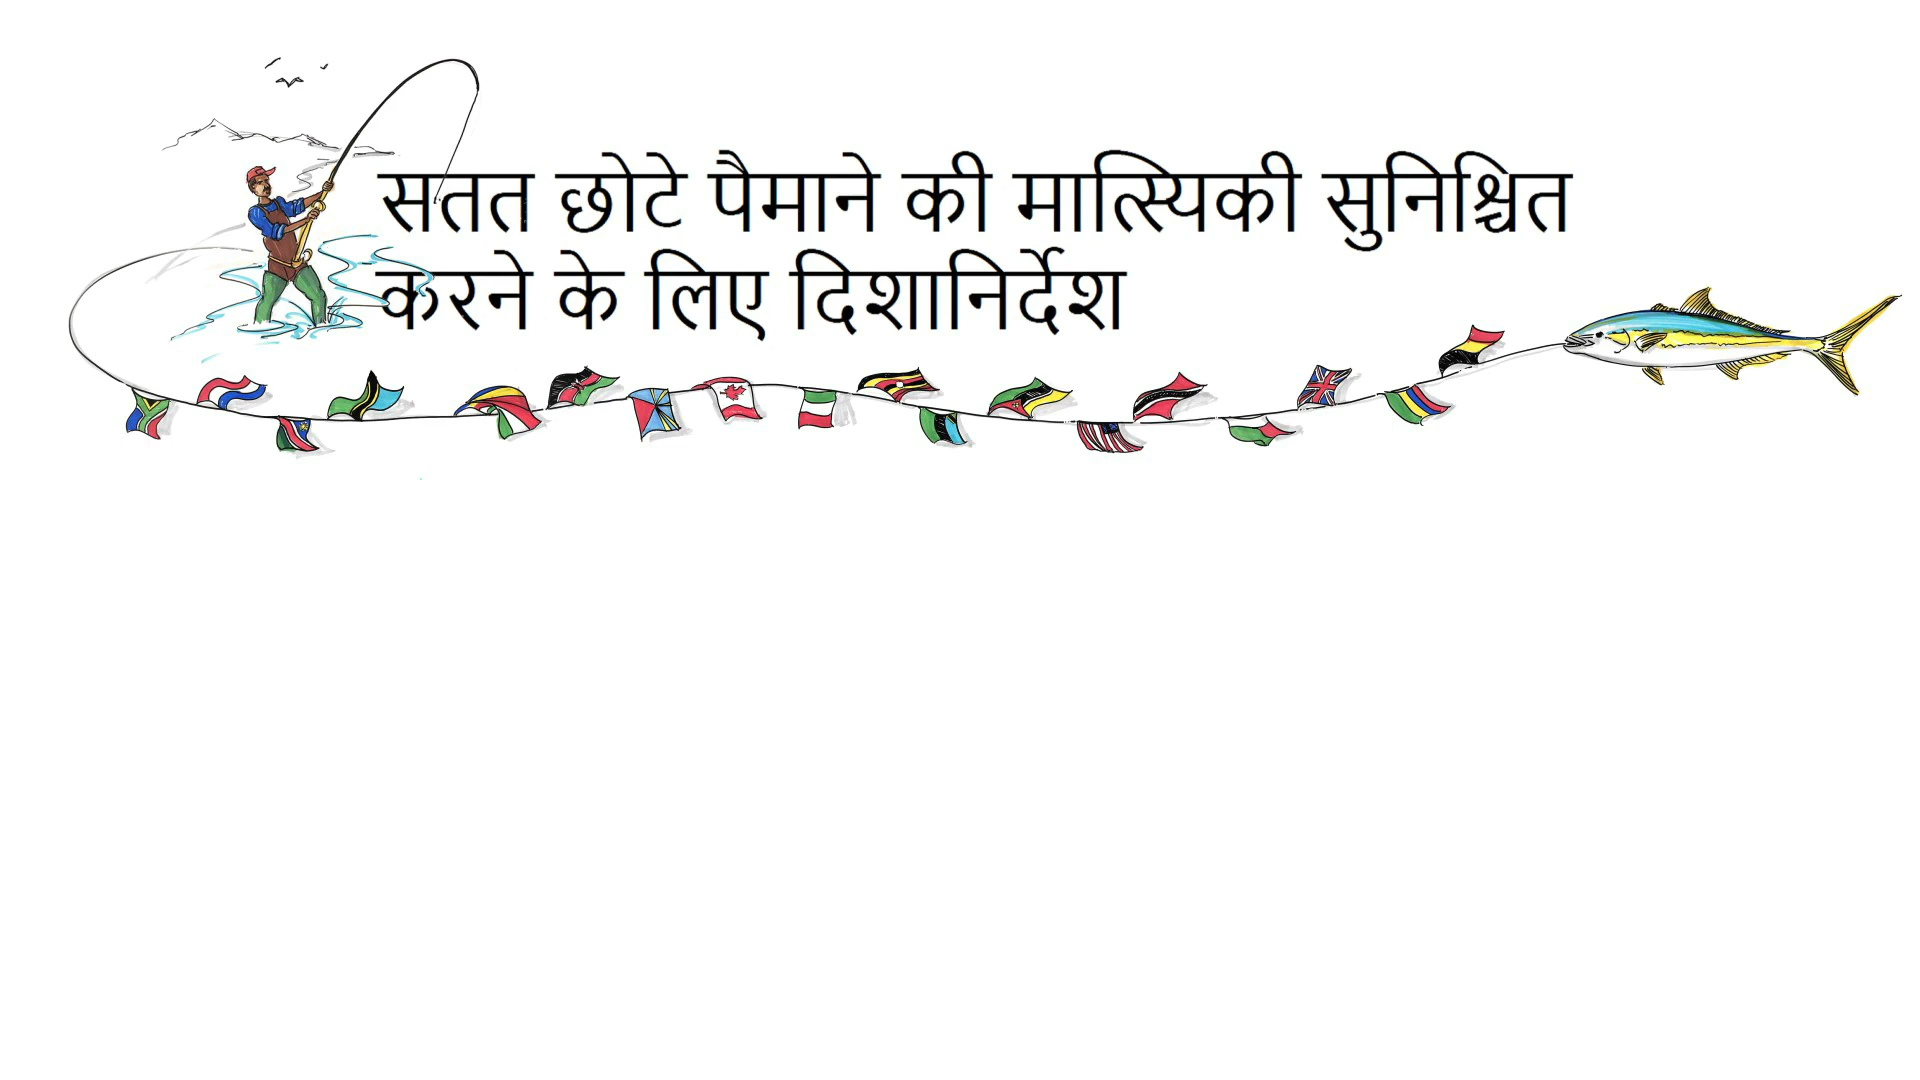 सतत छोटे पैमाने की मात्स्यिकी सुनिश्चित
करने के लिए दिशानिर्देश